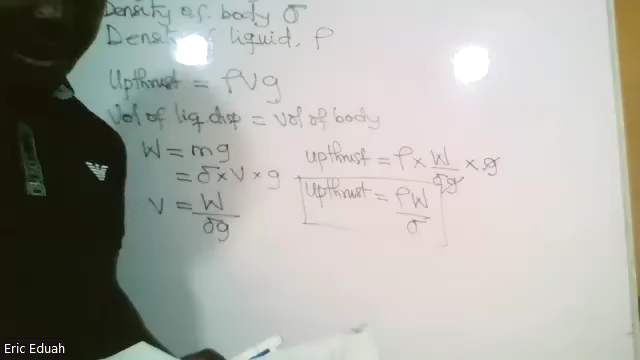 Density of body σ
Density of liquid, ρ
Upthrust = ρVg
Vol of liq disp = Vol of body
W = mg
= σ × V × g
V = W/σg
Upthrust = ρ × W/σg × g
Upthrust = ρW/σ
Eric Eduah